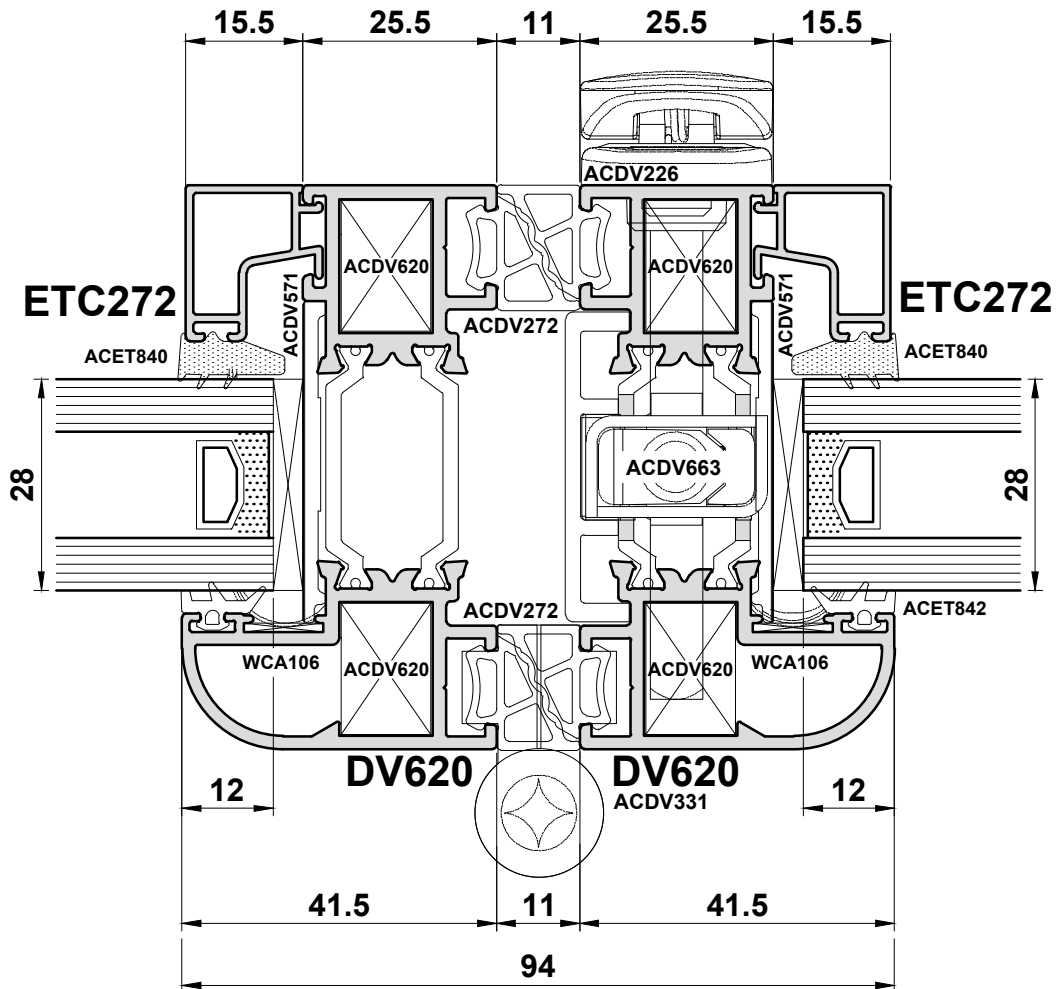 15.5 25.5 11 25.5 15.5
ACDV226
ACDV620 ACDV620
ETC272 ACDV571 ACDV571 ETC272
ACDV272
ACET840 ACET840
28 ACDV663 28
ACDV272 ACET842
WCA106 ACDV620 ACDV620 WCA106
DV620 DV620
12 ACDV331 12
41.5 11 41.5
94